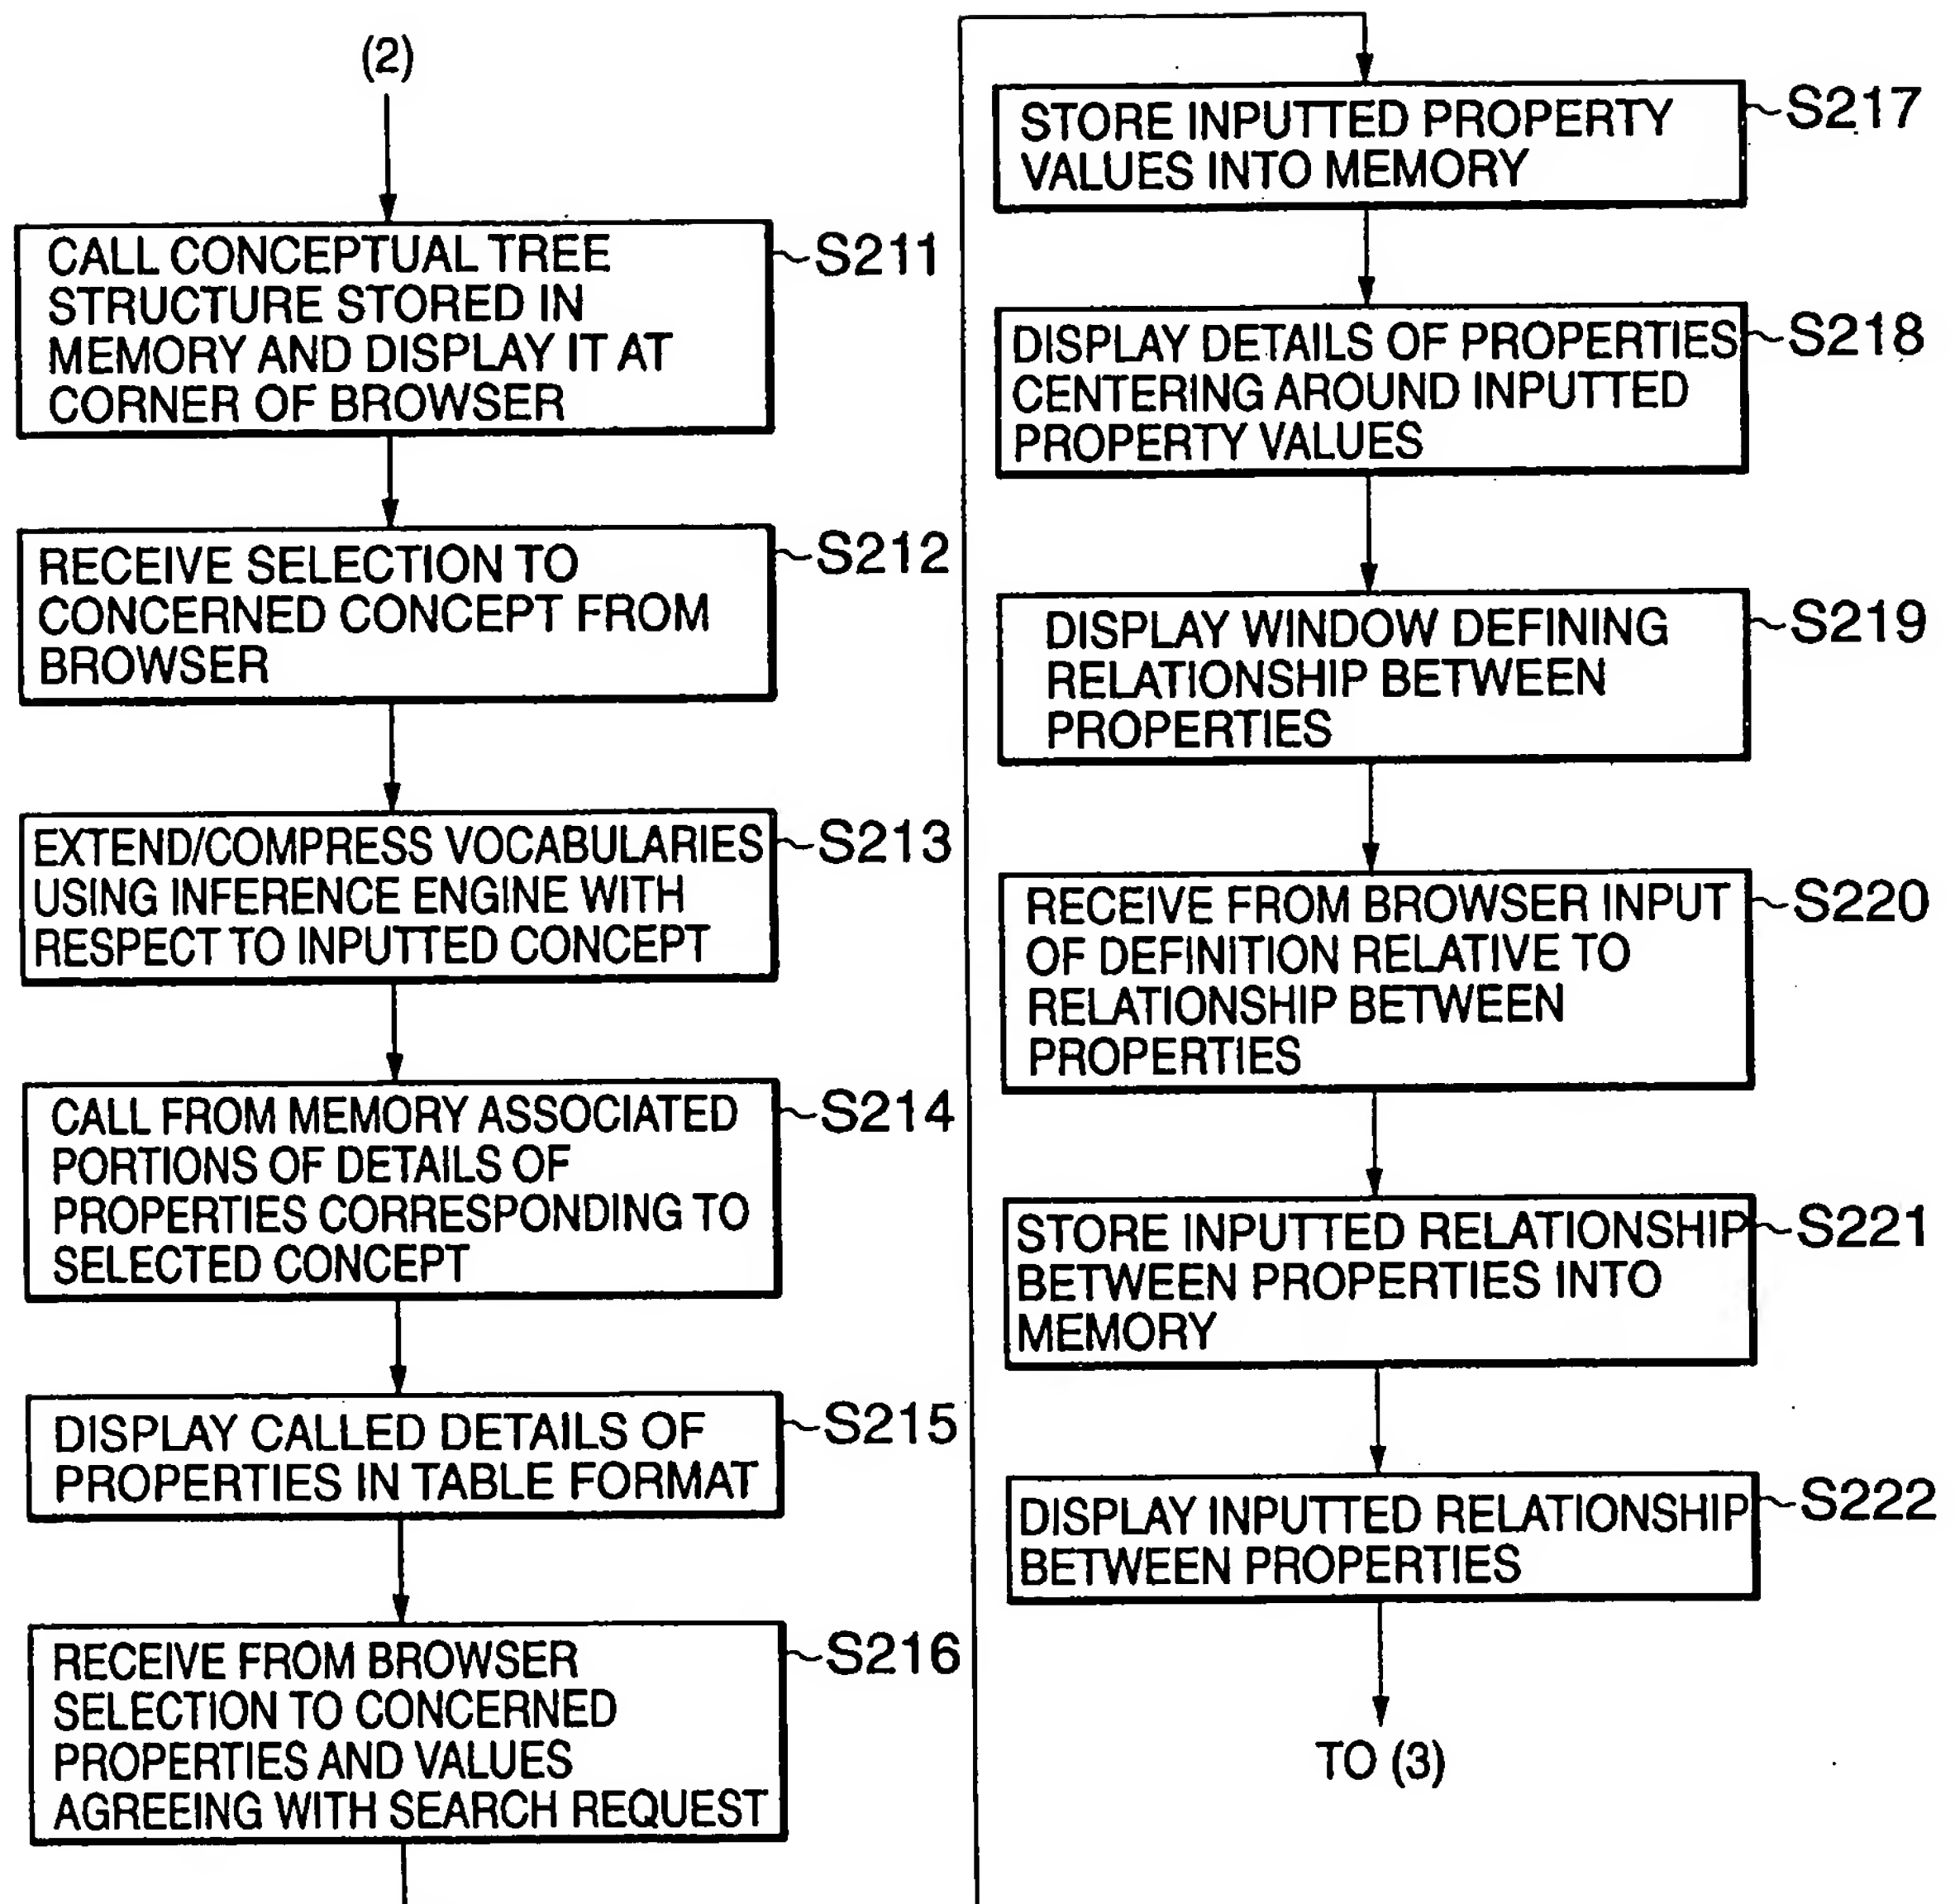 (2)
CALL CONCEPTUAL TREE
STRUCTURE STORED IN
MEMORY AND DISPLAY IT AT
CORNER OF BROWSER
S211
RECEIVE SELECTION TO
CONCERNED CONCEPT FROM
BROWSER
S212
EXTEND/COMPRESS VOCABULARIES
USING INFERENCE ENGINE WITH
RESPECT TO INPUTTED CONCEPT
S213
CALL FROM MEMORY ASSOCIATED
PORTIONS OF DETAILS OF
PROPERTIES CORRESPONDING TO
SELECTED CONCEPT
S214
DISPLAY CALLED DETAILS OF
PROPERTIES IN TABLE FORMAT
S215
RECEIVE FROM BROWSER
SELECTION TO CONCERNED
PROPERTIES AND VALUES
AGREEING WITH SEARCH REQUEST
S216
STORE INPUTTED PROPERTY
VALUES INTO MEMORY
S217
DISPLAY DETAILS OF PROPERTIES
CENTERING AROUND INPUTTED
PROPERTY VALUES
S218
DISPLAY WINDOW DEFINING
RELATIONSHIP BETWEEN
PROPERTIES
S219
RECEIVE FROM BROWSER INPUT
OF DEFINITION RELATIVE TO
RELATIONSHIP BETWEEN
PROPERTIES
S220
STORE INPUTTED RELATIONSHIP
BETWEEN PROPERTIES INTO
MEMORY
S221
DISPLAY INPUTTED RELATIONSHIP
BETWEEN PROPERTIES
S222
TO (3)